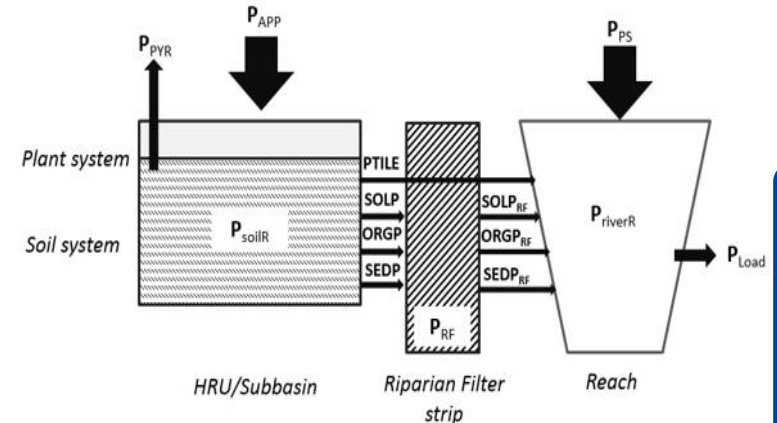 P_APP
P_PS
P_PYR
Plant system
PTILE
SOLP
SOLP_RF
P_soilR
P_riverR
Soil system
ORGP
ORGP_RF
P_Load
SEDP
SEDP_RF
P_RF
HRU/Subbasin
Riparian Filter
strip
Reach